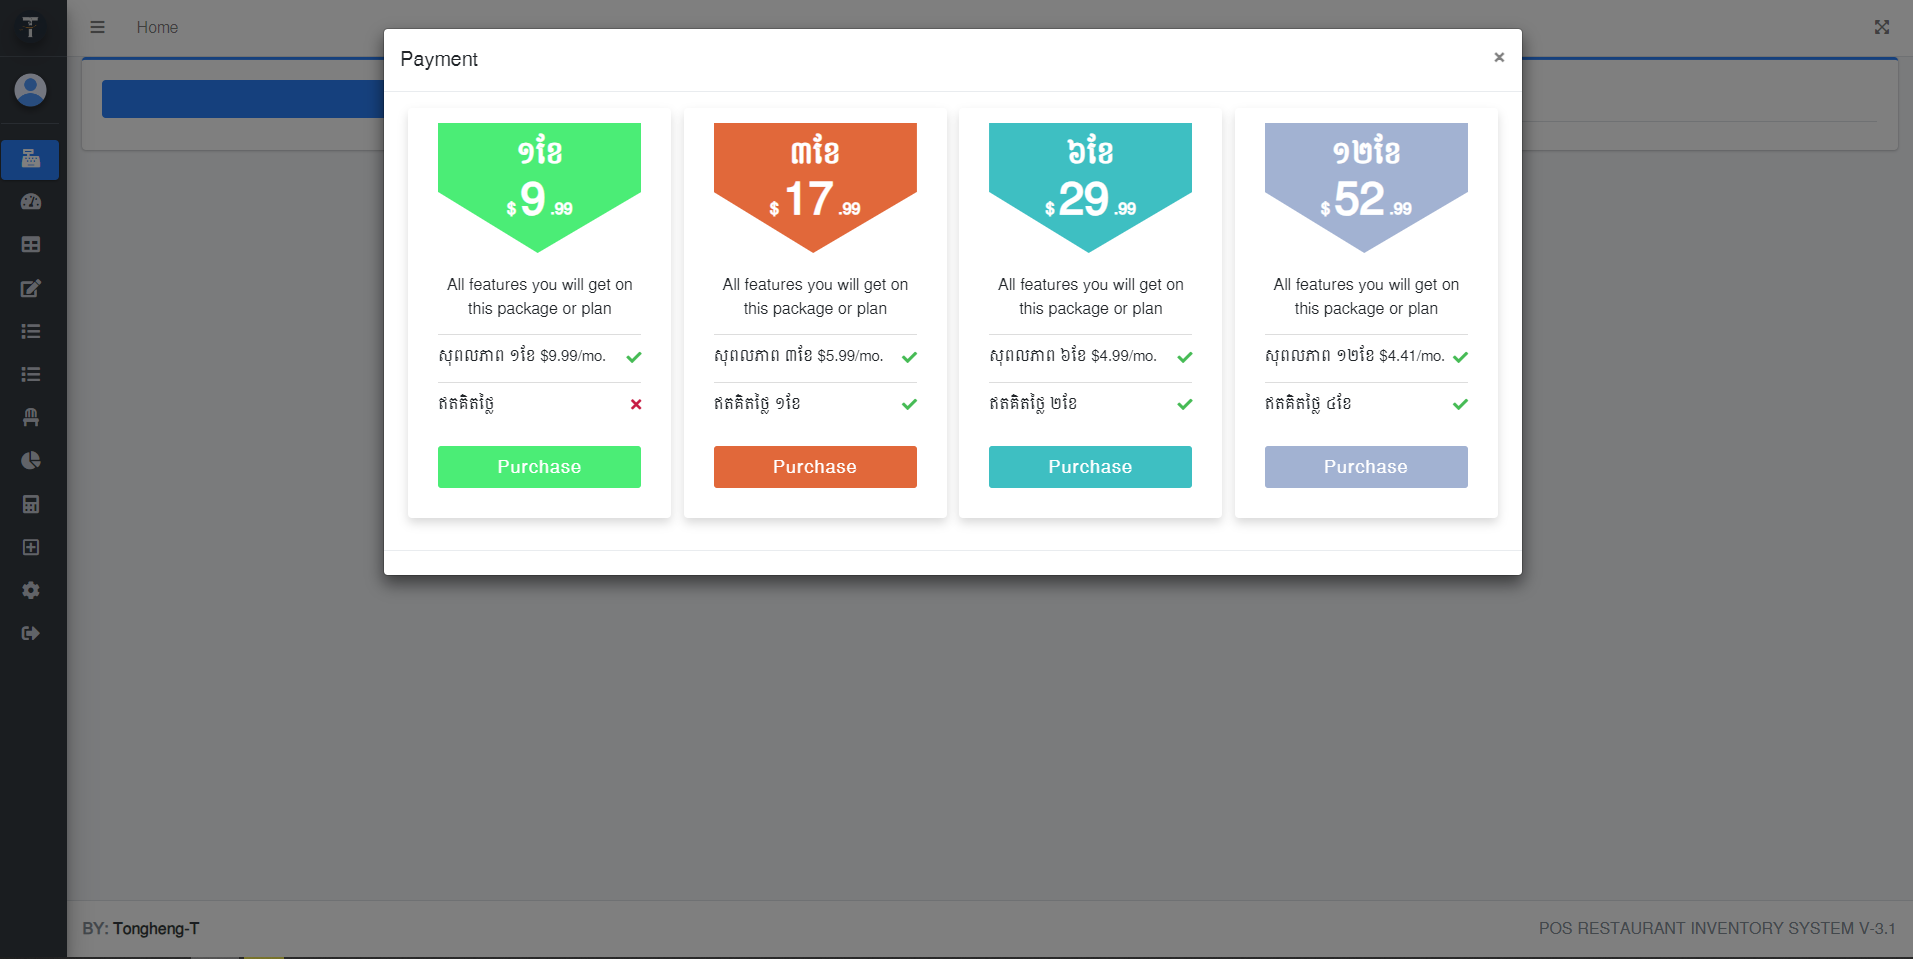 Home
Payment
×
១ខែ
$ 9 .99
All features you will get on
this package or plan
សុពលភាព ១ខែ $9.99/mo.
ឥតគិតថ្លៃ
Purchase
៣ខែ
$ 17 .99
All features you will get on
this package or plan
សុពលភាព ៣ខែ $5.99/mo.
ឥតគិតថ្លៃ ១ខែ
Purchase
៦ខែ
$ 29 .99
All features you will get on
this package or plan
សុពលភាព ៦ខែ $4.99/mo.
ឥតគិតថ្លៃ ២ខែ
Purchase
១២ខែ
$ 52 .99
All features you will get on
this package or plan
សុពលភាព ១២ខែ $4.41/mo.
ឥតគិតថ្លៃ ៤ខែ
Purchase
BY: Tongheng-T
POS RESTAURANT INVENTORY SYSTEM V-3.1